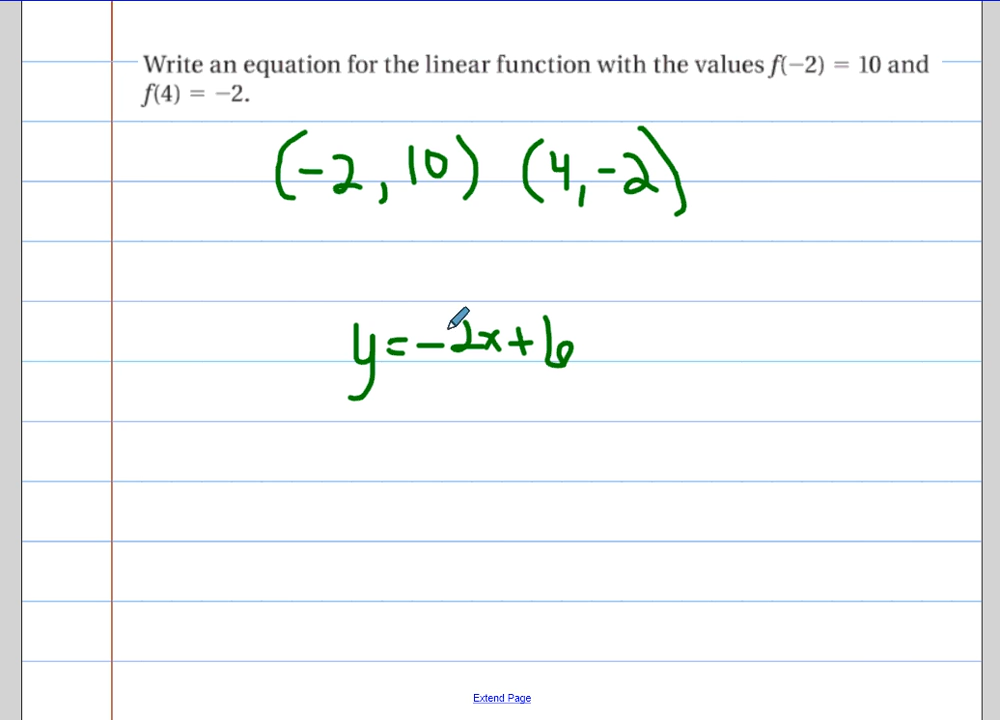 Write an equation for the linear function with the values f(−2) = 10 and
f(4) = −2.
(-2, 10) (4, -2)
y=-2x+6
Extend Page